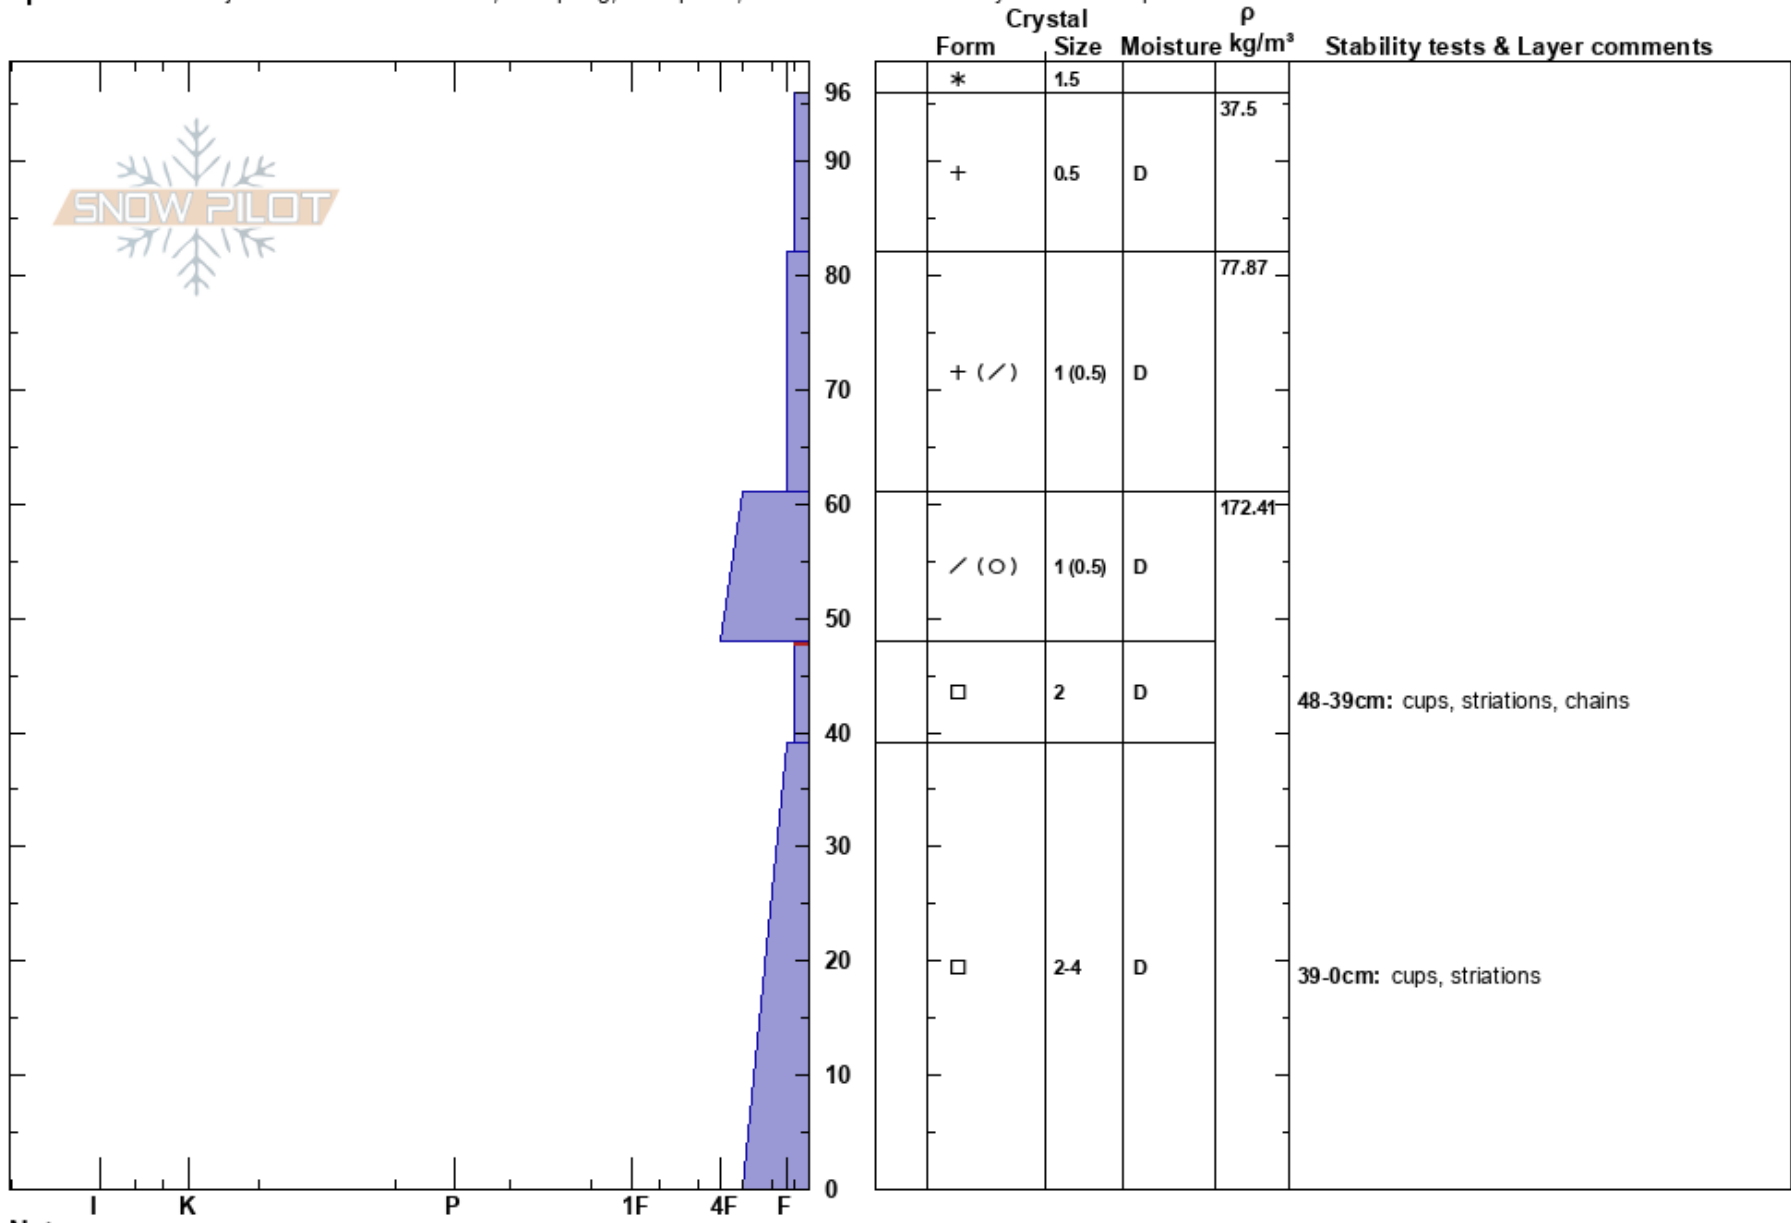 Crystal ρ
Form Size Moisture kg/m³ Stability tests & Layer comments
* 1.5
96
37.5
SNOW PILOT
90
+ 0.5 D
80
77.87
+ (/) 1 (0.5) D
70
60
172.41
/ (O) 1 (0.5) D
50
□ 2 D
48-39cm: cups, striations, chains
40
30
20
□ 2-4 D
39-0cm: cups, striations
10
0
I K P 1F 4F F